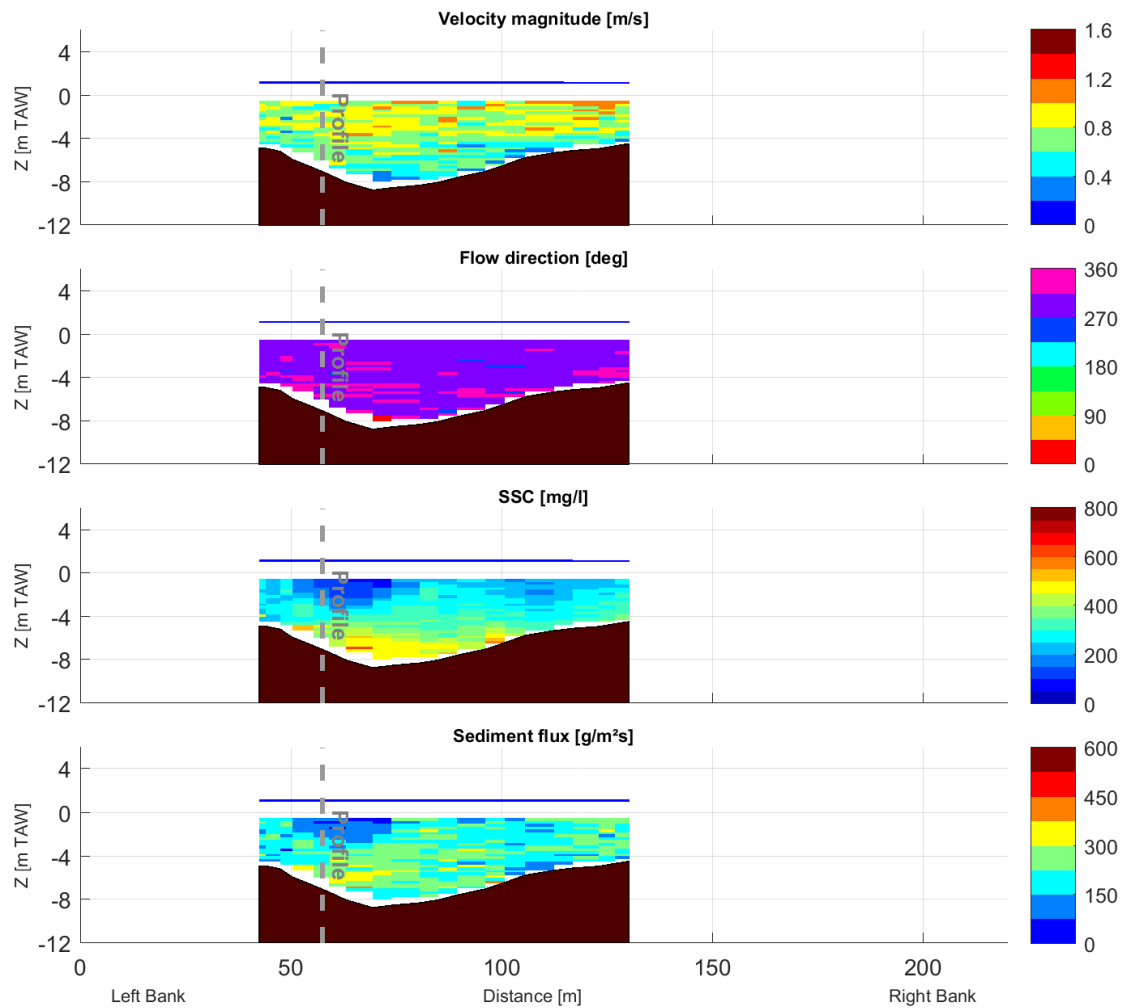 Velocity magnitude [m/s]
Z [m TAW]
4
0
-4
-8
-12
Profile
1.6
1.2
0.8
0.4
0
Flow direction [deg]
Z [m TAW]
4
0
-4
-8
-12
Profile
360
270
180
90
0
SSC [mg/l]
Z [m TAW]
4
0
-4
-8
-12
Profile
800
600
400
200
0
Sediment flux [g/m²s]
Z [m TAW]
4
0
-4
-8
-12
Profile
600
450
300
150
0
0 50 100 150 200
Left Bank Distance [m] Right Bank